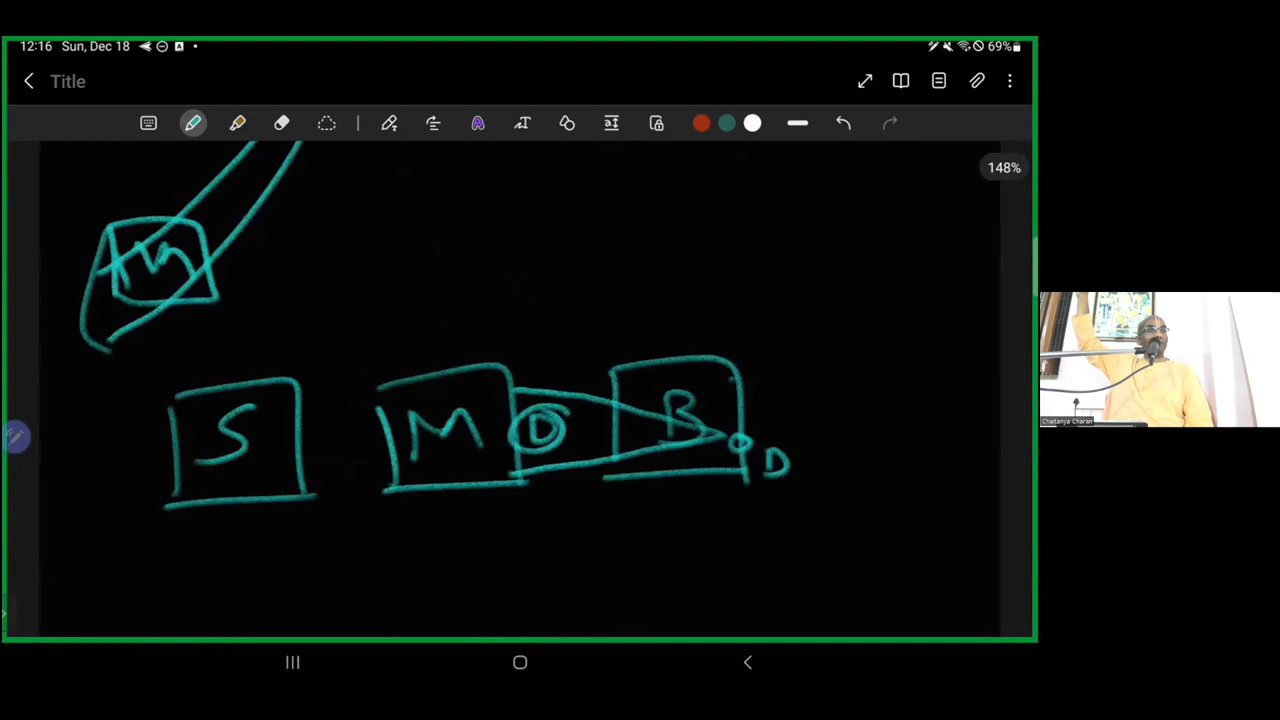 12:16 Sun, Dec 18 69%
Title
148%
M
S M D B
D
Chaitanya Charan